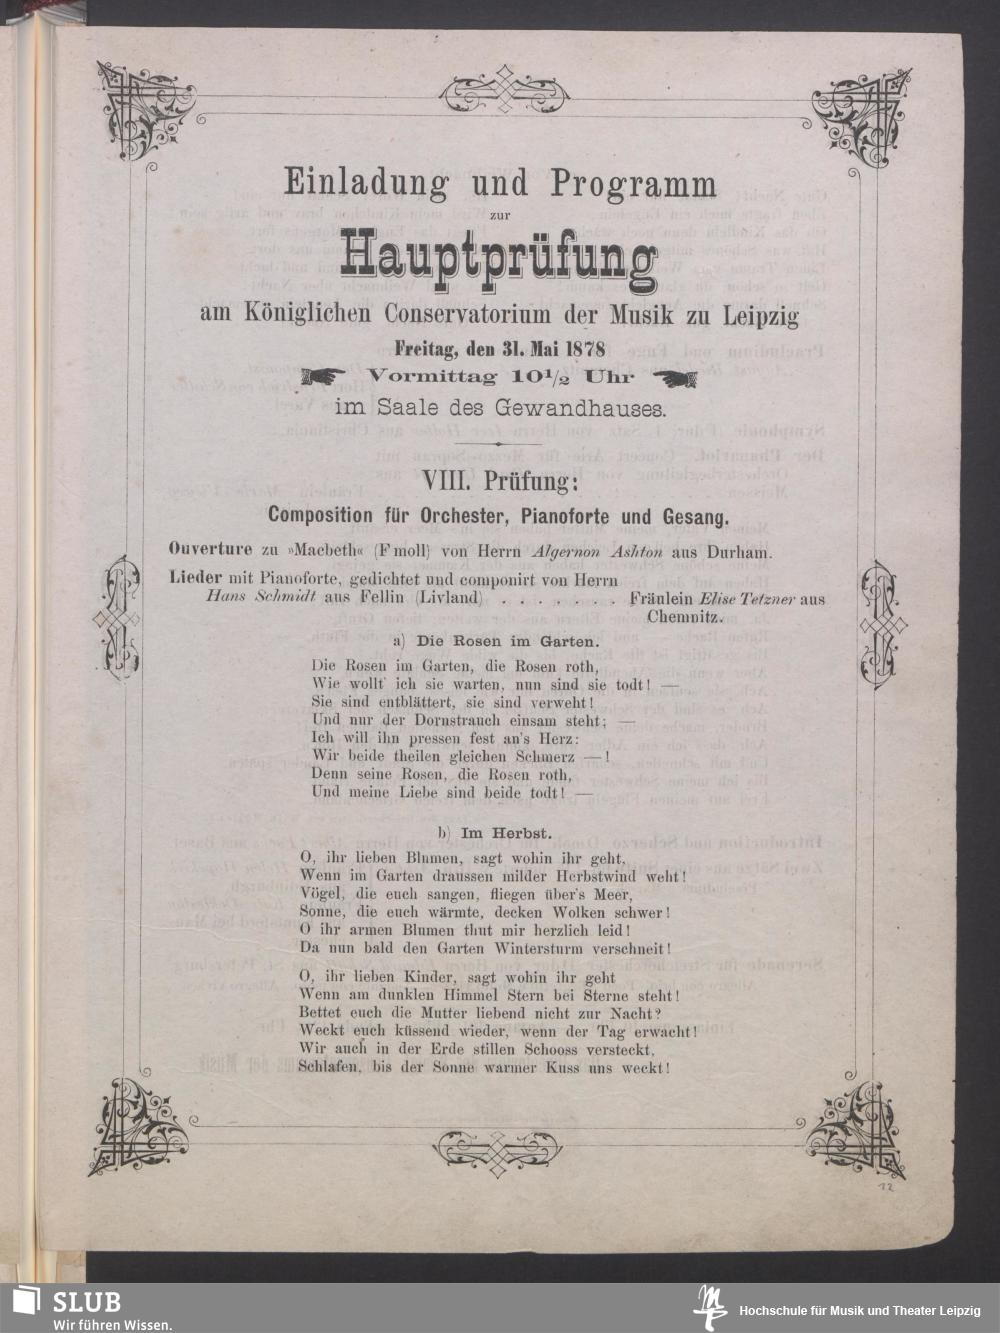 Einladung und Programm
zur
Hauptprüfung
am Königlichen Conservatorium der Musik zu Leipzig
Freitag, den 31. Mai 1878
Vormittag 10½ Uhr
im Saale des Gewandhauses.
VIII. Prüfung:
Composition für Orchester, Pianoforte und Gesang.
Ouverture zu »Macbeth« (F moll) von Herrn Algernon Ashton aus Durham.
Lieder mit Pianoforte, gedichtet und componirt von Herrn
Hans Schmidt aus Fellin (Livland) . . . . . . . Fräulein Elise Tetzner aus
Chemnitz.
a) Die Rosen im Garten.
Die Rosen im Garten, die Rosen roth,
Wie wollt' ich sie warten, nun sind sie todt! —
Sie sind entblättert, sie sind verweht!
Und nur der Dornstrauch einsam steht; —
Ich will ihn pressen fest an's Herz:
Wir beide theilen gleichen Schmerz —!
Denn seine Rosen, die Rosen roth,
Und meine Liebe sind beide todt! —
b) Im Herbst.
O, ihr lieben Blumen, sagt wohin ihr geht,
Wenn im Garten draussen milder Herbstwind weht!
Vögel, die euch sangen, fliegen über's Meer,
Sonne, die euch wärmte, decken Wolken schwer!
O ihr armen Blumen thut mir herzlich leid!
Da nun bald den Garten Wintersturm verschneit!
O, ihr lieben Kinder, sagt wohin ihr geht
Wenn am dunklen Himmel Stern bei Sterne steht!
Bettet euch die Mutter liebend nicht zur Nacht?
Weckt euch küssend wieder, wenn der Tag erwacht!
Wir auch in der Erde stillen Schooss versteckt,
Schlafen, bis der Sonne warmer Kuss uns weckt!
12
SLUB
Wir führen Wissen.
Hochschule für Musik und Theater Leipzig